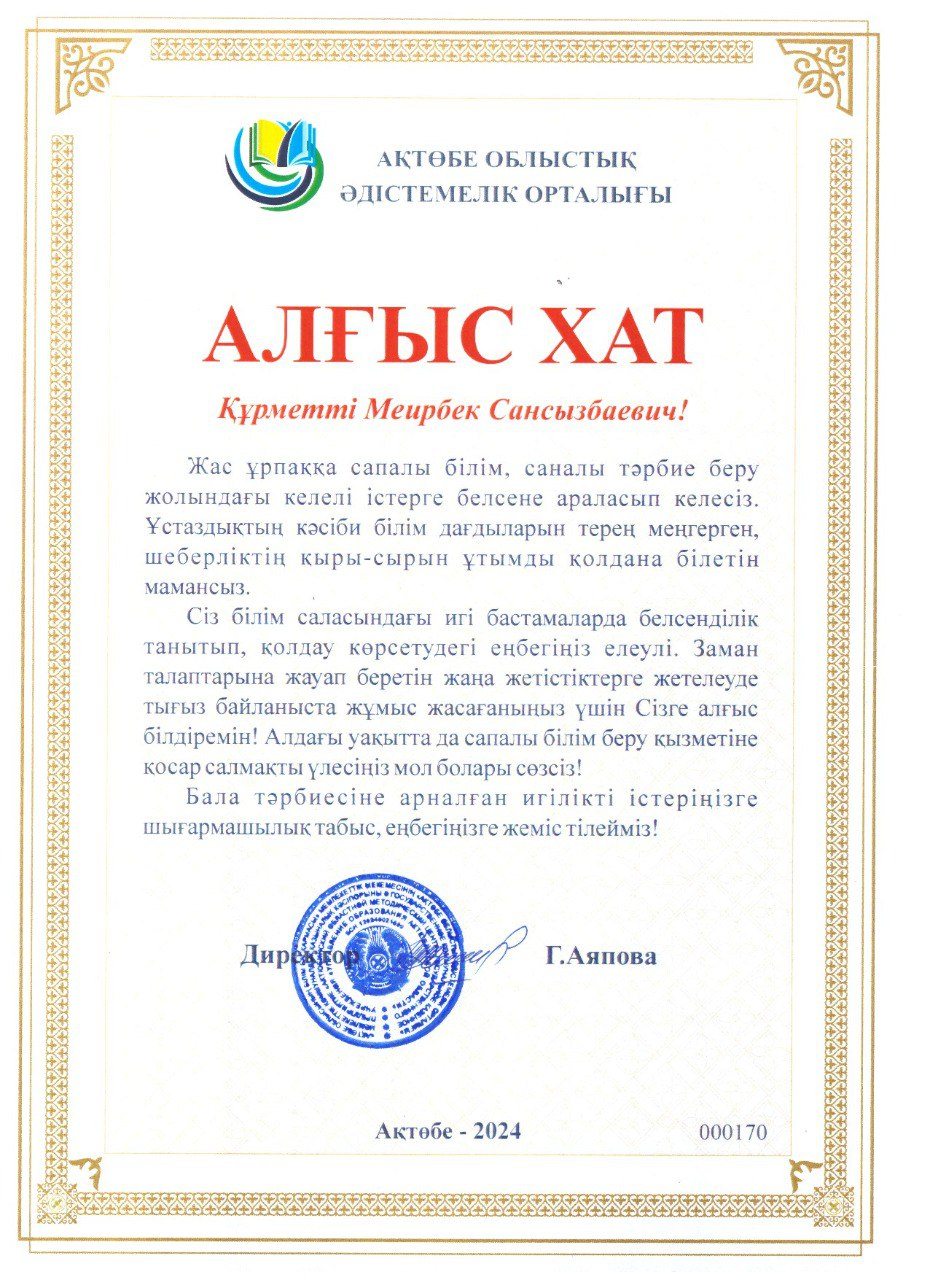 АҚТӨБЕ ОБЛЫСТЫҚ
ӘДІСТЕМЕЛІК ОРТАЛЫҒЫ
АЛҒЫС ХАТ
Құрметті Меирбек Сансызбаевич!
Жас ұрпаққа сапалы білім, саналы тәрбие беру
жолындағы келелі істерге белсене араласып келесіз.
Ұстаздықтың кәсіби білім дағдыларын терең меңгерген,
шеберліктің қыры-сырын ұтымды қолдана білетін
мамансыз.
Сіз білім саласындағы игі бастамаларда белсенділік
танытып, қолдау көрсетудегі еңбегіңіз елеулі. Заман
талаптарына жауап беретін жаңа жетістіктерге жетелеуде
тығыз байланыста жұмыс жасағаныңыз үшін Сізге алғыс
білдіремін! Алдағы уақытта да сапалы білім беру қызметіне
қосар салмақты үлесіңіз мол болары сөзсіз!
Бала тәрбиесіне арналған игілікті істеріңізге
шығармашылық табыс, еңбегіңізге жеміс тілейміз!
Директор Г.Аяпова
Ақтөбе - 2024 000170